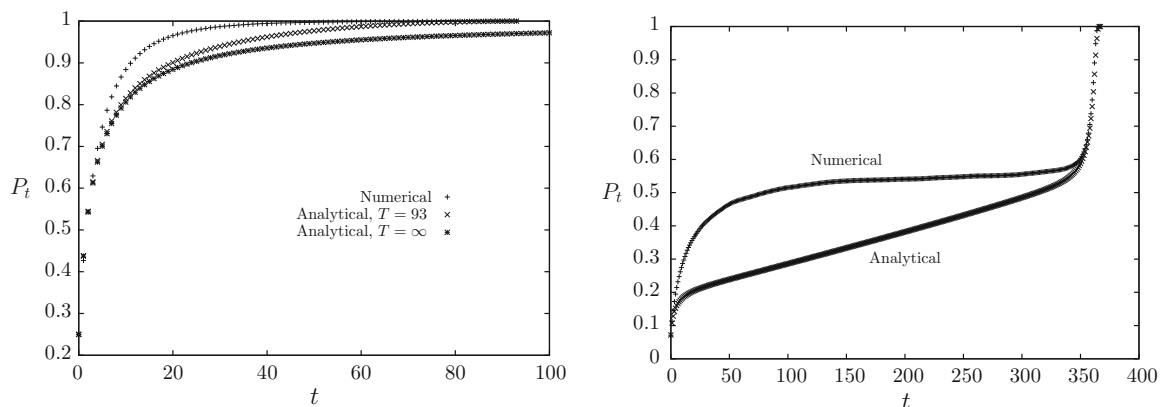 1
0.9
0.8
0.7
P_t
0.6
0.5
0.4
0.3
0.2
Numerical +
Analytical, T = 93 ×
Analytical, T = ∞ ✳
0 20 40 60 80 100
t
1
0.9
0.8
0.7
0.6
P_t
0.5
0.4
0.3
0.2
0.1
0
Numerical
Analytical
0 50 100 150 200 250 300 350 400
t